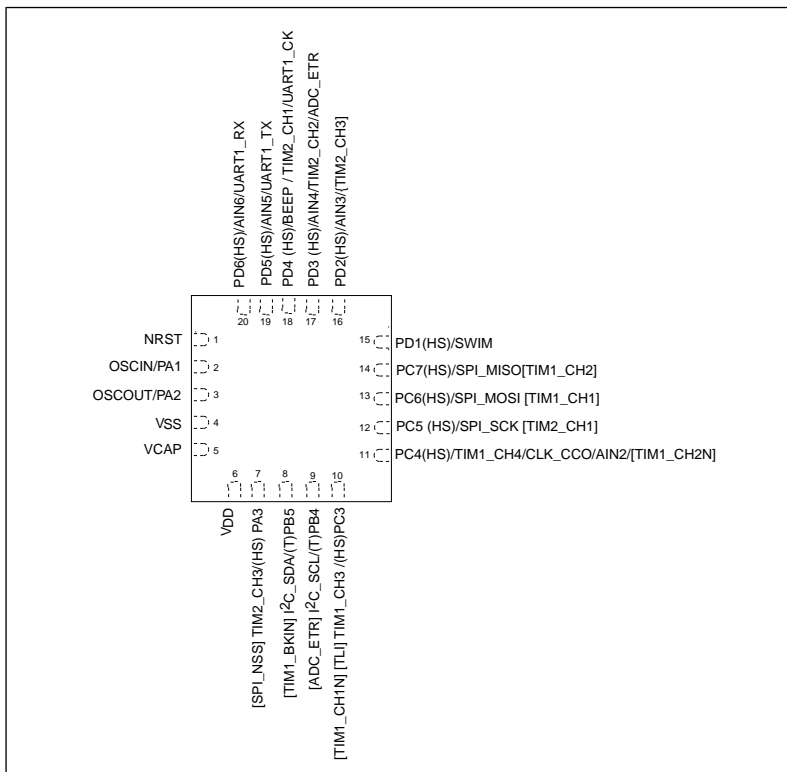 PD6(HS)/AIN6/UART1_RX
PD5(HS)/AIN5/UART1_TX
PD4 (HS)/BEEP / TIM2_CH1/UART1_CK
PD3 (HS)/AIN4/TIM2_CH2/ADC_ETR
PD2(HS)/AIN3/{TIM2_CH3]
20 19 18 17 16
NRST 1
OSCIN/PA1 2
OSCOUT/PA2 3
VSS 4
VCAP 5
15 PD1(HS)/SWIM
14 PC7(HS)/SPI_MISO[TIM1_CH2]
13 PC6(HS)/SPI_MOSI [TIM1_CH1]
12 PC5 (HS)/SPI_SCK [TIM2_CH1]
11 PC4(HS)/TIM1_CH4/CLK_CCO/AIN2/[TIM1_CH2N]
6 7 8 9 10
VDD
[SPI_NSS] TIM2_CH3/(HS) PA3
[TIM1_BKIN] I²C_SDA/(T)PB5
[ADC_ETR] I²C_SCL/(T)PB4
[TIM1_CH1N] [TLI] TIM1_CH3 /(HS)PC3